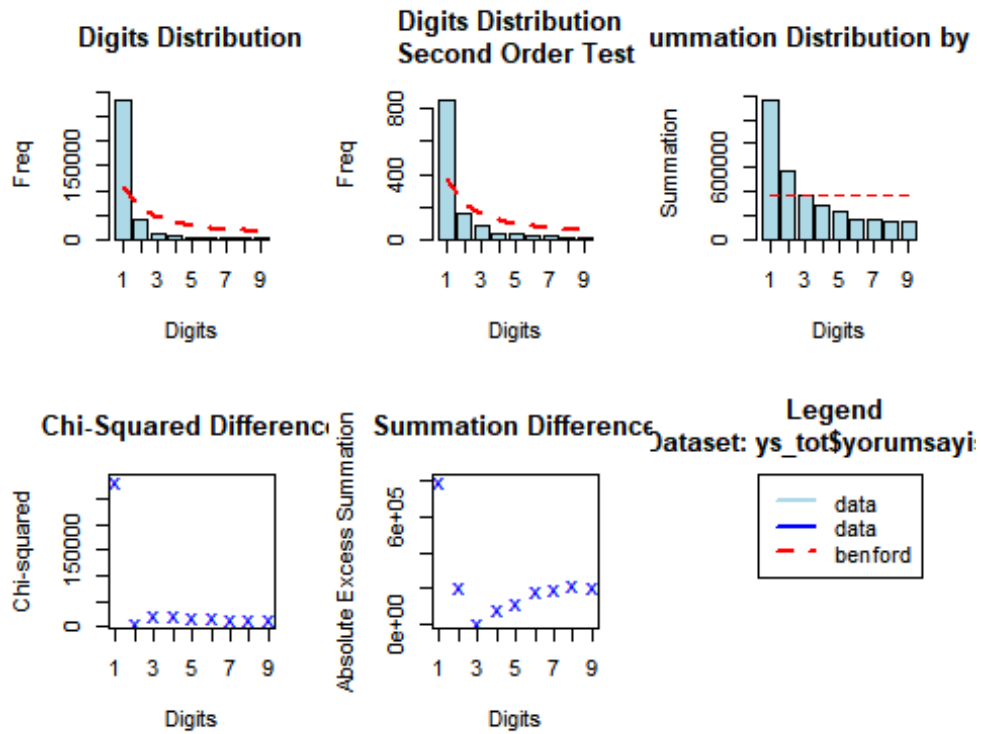 Digits Distribution
Freq
0
150000
1 3 5 7 9
Digits
Digits Distribution
Second Order Test
Freq
0
400
800
1 3 5 7 9
Digits
ummation Distribution by
Summation
0
600000
1 3 5 7 9
Digits
Chi-Squared Difference
Chi-squared
0
150000
1 3 5 7 9
Digits
Summation Difference
Absolute Excess Summation
0e+00
6e+05
1 3 5 7 9
Digits
Legend
Dataset: ys_tot$yorumsayi
data
data
benford